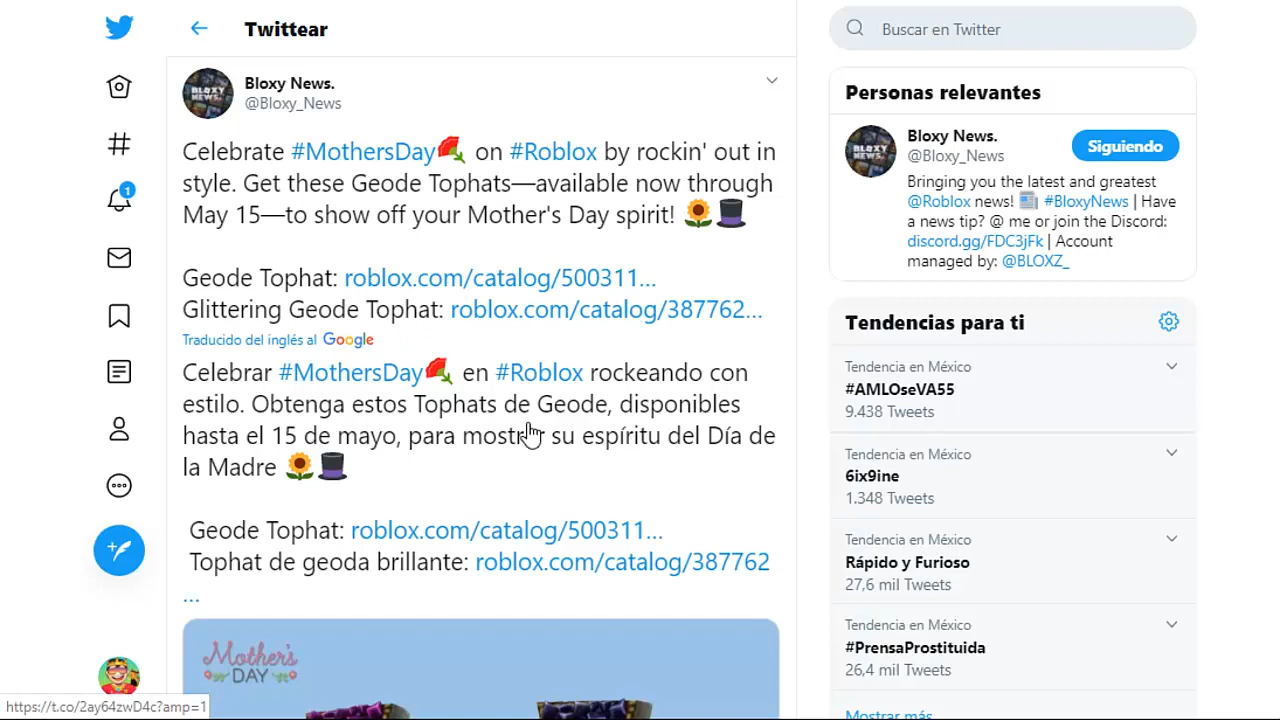 Twittear
Bloxy News.
@Bloxy_News
Celebrate #MothersDay on #Roblox by rockin' out in
style. Get these Geode Tophats—available now through
May 15—to show off your Mother's Day spirit!
Geode Tophat: roblox.com/catalog/500311…
Glittering Geode Tophat: roblox.com/catalog/387762…
Traducido del inglés al Google
Celebrar #MothersDay en #Roblox rockeando con
estilo. Obtenga estos Tophats de Geode, disponibles
hasta el 15 de mayo, para mostrar su espíritu del Día de
la Madre
Geode Tophat: roblox.com/catalog/500311…
Tophat de geoda brillante: roblox.com/catalog/387762
…
Mother's
DAY
Buscar en Twitter
Personas relevantes
Bloxy News.
@Bloxy_News
Siguiendo
Bringing you the latest and greatest
@Roblox news! #BloxyNews | Have
a news tip? @ me or join the Discord:
discord.gg/FDC3jFk | Account
managed by: @BLOXZ_
Tendencias para ti
Tendencia en México
#AMLOseVA55
9.438 Tweets
Tendencia en México
6ix9ine
1.348 Tweets
Tendencia en México
Rápido y Furioso
27,6 mil Tweets
Tendencia en México
#PrensaProstituida
26,4 mil Tweets
Mostrar más
1
BLOXY
NEWS.
BLOXY
NEWS.
https://t.co/2ay64zwD4c?amp=1